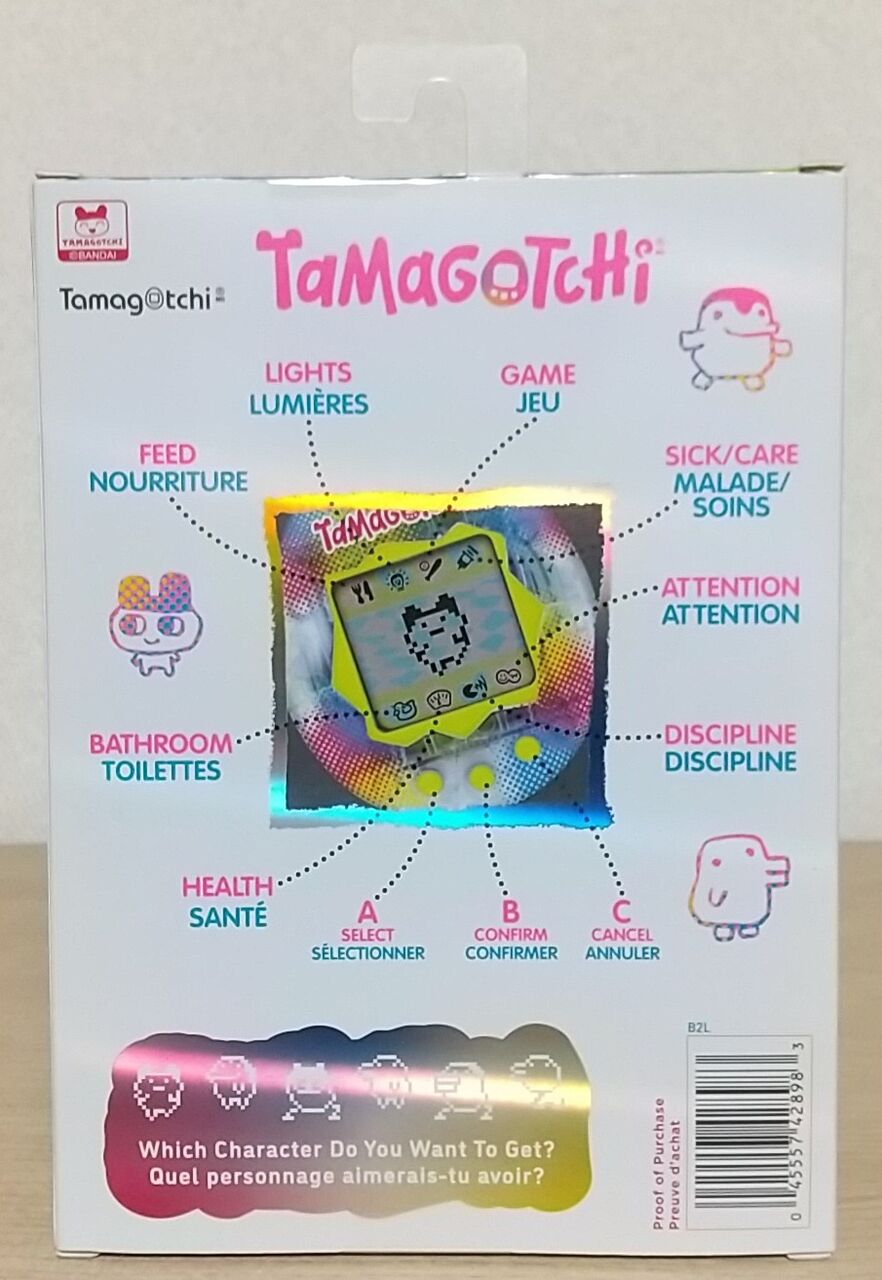 TAMAGOTCHI
©BANDAI
Tamagotchi
TaMaGoTcHi
LIGHTS
LUMIÈRES
GAME
JEU
FEED
NOURRITURE
SICK/CARE
MALADE/
SOINS
TaMaGo
ATTENTION
ATTENTION
BATHROOM
TOILETTES
DISCIPLINE
DISCIPLINE
HEALTH
SANTÉ
A
SELECT
SÉLECTIONNER
B
CONFIRM
CONFIRMER
C
CANCEL
ANNULER
Which Character Do You Want To Get?
Quel personnage aimerais-tu avoir?
B2L
Proof of Purchase
Preuve d'achat
0 45557 42898 3